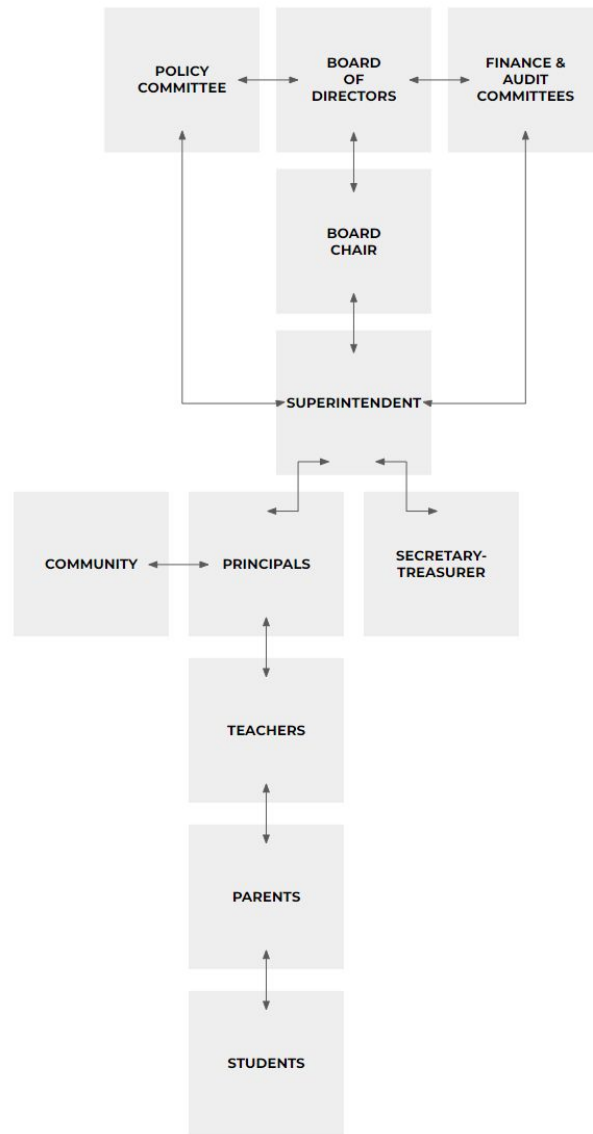 POLICY
COMMITTEE
BOARD
OF
DIRECTORS
FINANCE &
AUDIT
COMMITTEES
BOARD
CHAIR
SUPERINTENDENT
COMMUNITY
PRINCIPALS
SECRETARY-
TREASURER
TEACHERS
PARENTS
STUDENTS